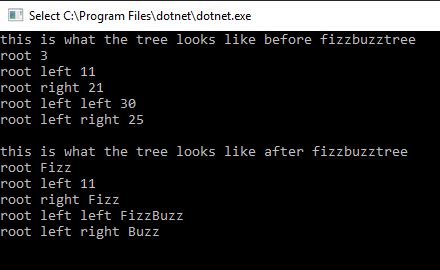 Select C:\Program Files\dotnet\dotnet.exe
this is what the tree looks like before fizzbuzztree
root 3
root left 11
root right 21
root left left 30
root left right 25

this is what the tree looks like after fizzbuzztree
root Fizz
root left 11
root right Fizz
root left left FizzBuzz
root left right Buzz